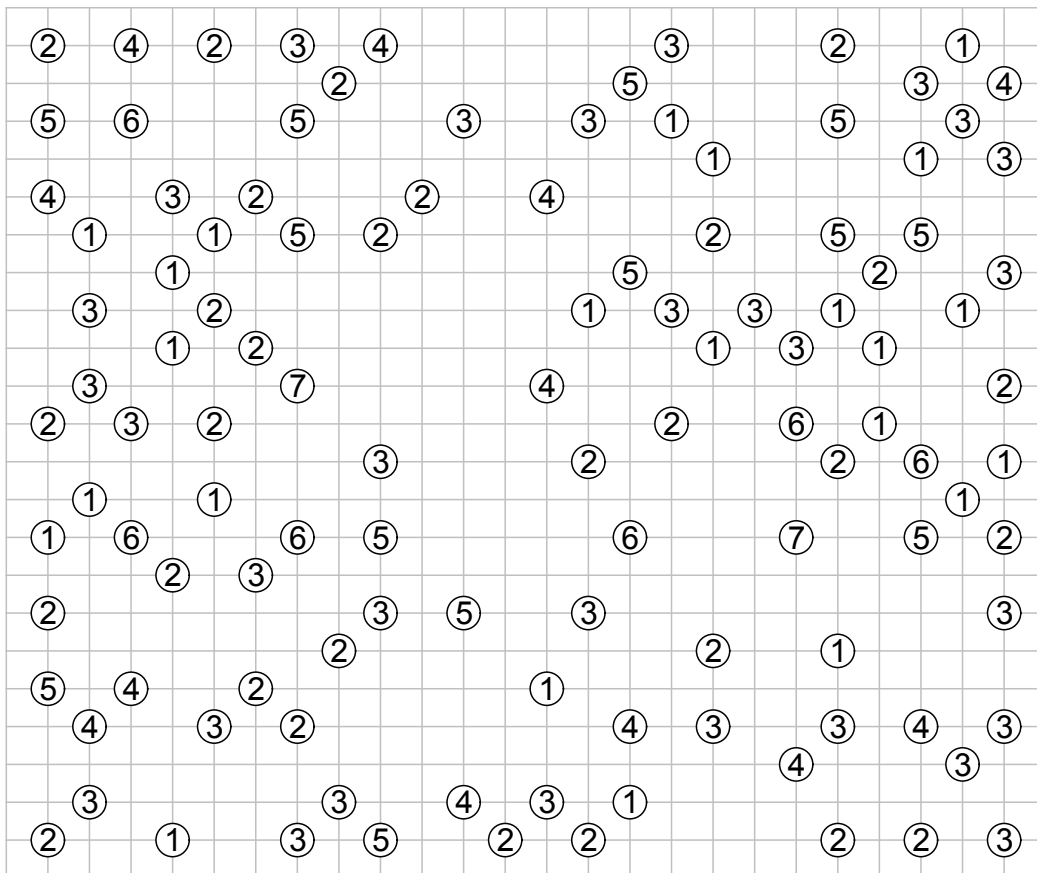 2 4 2 3 4 3 2 1
2 5 3 4
5 6 5 3 3 1 5 3
1 1 3
4 3 2 2 4
1 1 5 2 2 5 5
1 5 2 3
3 2 1 3 3 1 1
1 2 1 3 1
3 7 4 2
2 3 2 2 6 1
3 2 2 6 1
1 1 1
1 6 6 5 6 7 5 2
2 3
2 3 5 3 3
2 2 1
5 4 2 1
4 3 2 4 3 3 4 3
4 3
3 3 4 3 1
2 1 3 5 2 2 2 2 3